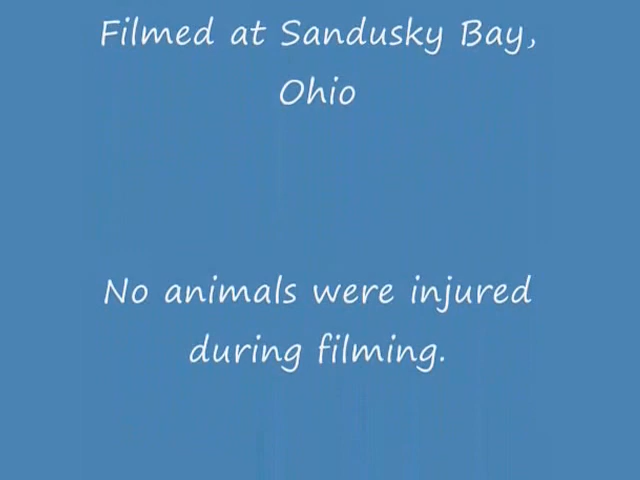 Filmed at Sandusky Bay,
Ohio
No animals were injured
during filming.